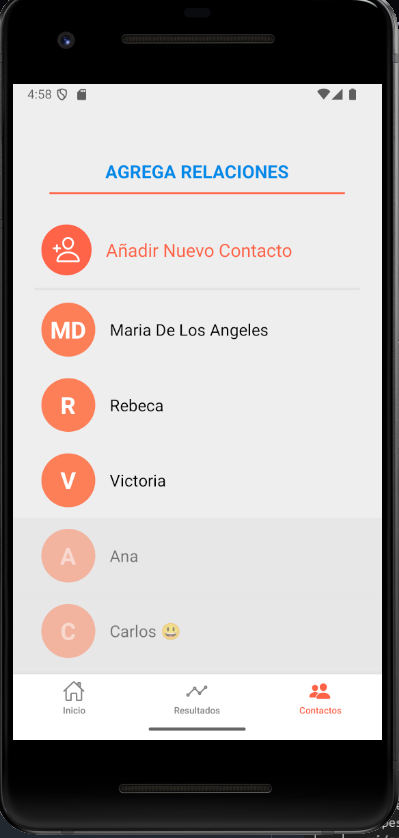 4:58
AGREGA RELACIONES
Añadir Nuevo Contacto
MD Maria De Los Angeles
R Rebeca
V Victoria
A Ana
C Carlos 😃
Inicio Resultados Contactos